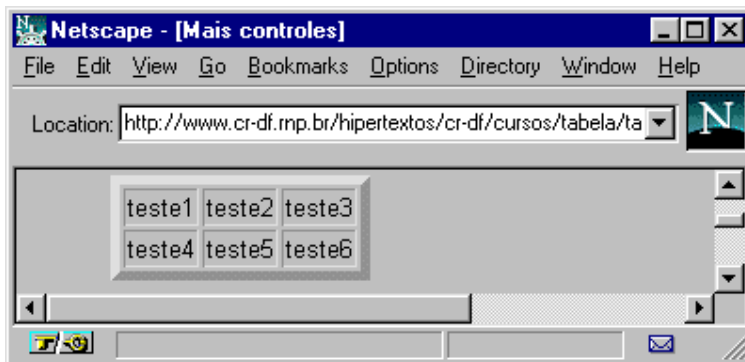 Netscape - [Mais controles]
File Edit View Go Bookmarks Options Directory Window Help
Location: http://www.cr-df.rnp.br/hipertextos/cr-df/cursos/tabela/ta
N
teste1 teste2 teste3
teste4 teste5 teste6